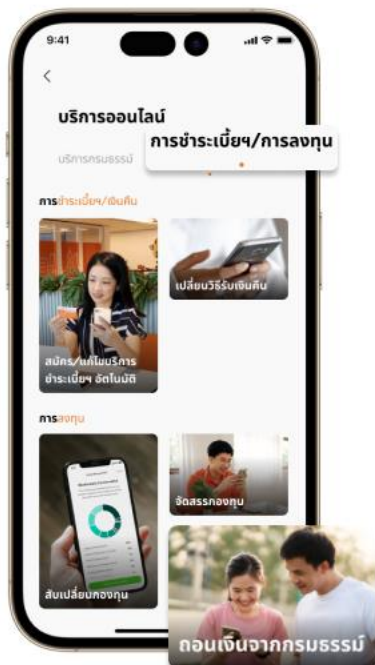 9:41
บริการออนไลน์
บริการกรมธรรม์
การชำระเบี้ยฯ/การลงทุน
การชำระเบี้ยฯ/เงินคืน
สมัคร/แก้ไขบริการ
ชำระเบี้ยฯ อัตโนมัติ
เปลี่ยนวิธีรับเงินคืน
การลงทุน
สับเปลี่ยนกองทุน
จัดสรรกองทุน
ถอนเงินจากกรมธรรม์